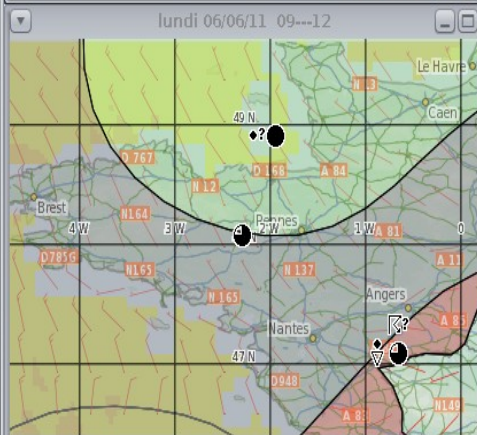 lundi 06/06/11 09---12
Le Havre
N 13
Caen
49 N
?
D 767
D 168
A 84
N 12
Brest
4 W
N164
3 W
Rennes
2 W
1 W
A 81
0
N
D785G
N165
N 137
A 11
N 165
Angers
?
A 85
Nantes
47 N
D948
A 83
N149